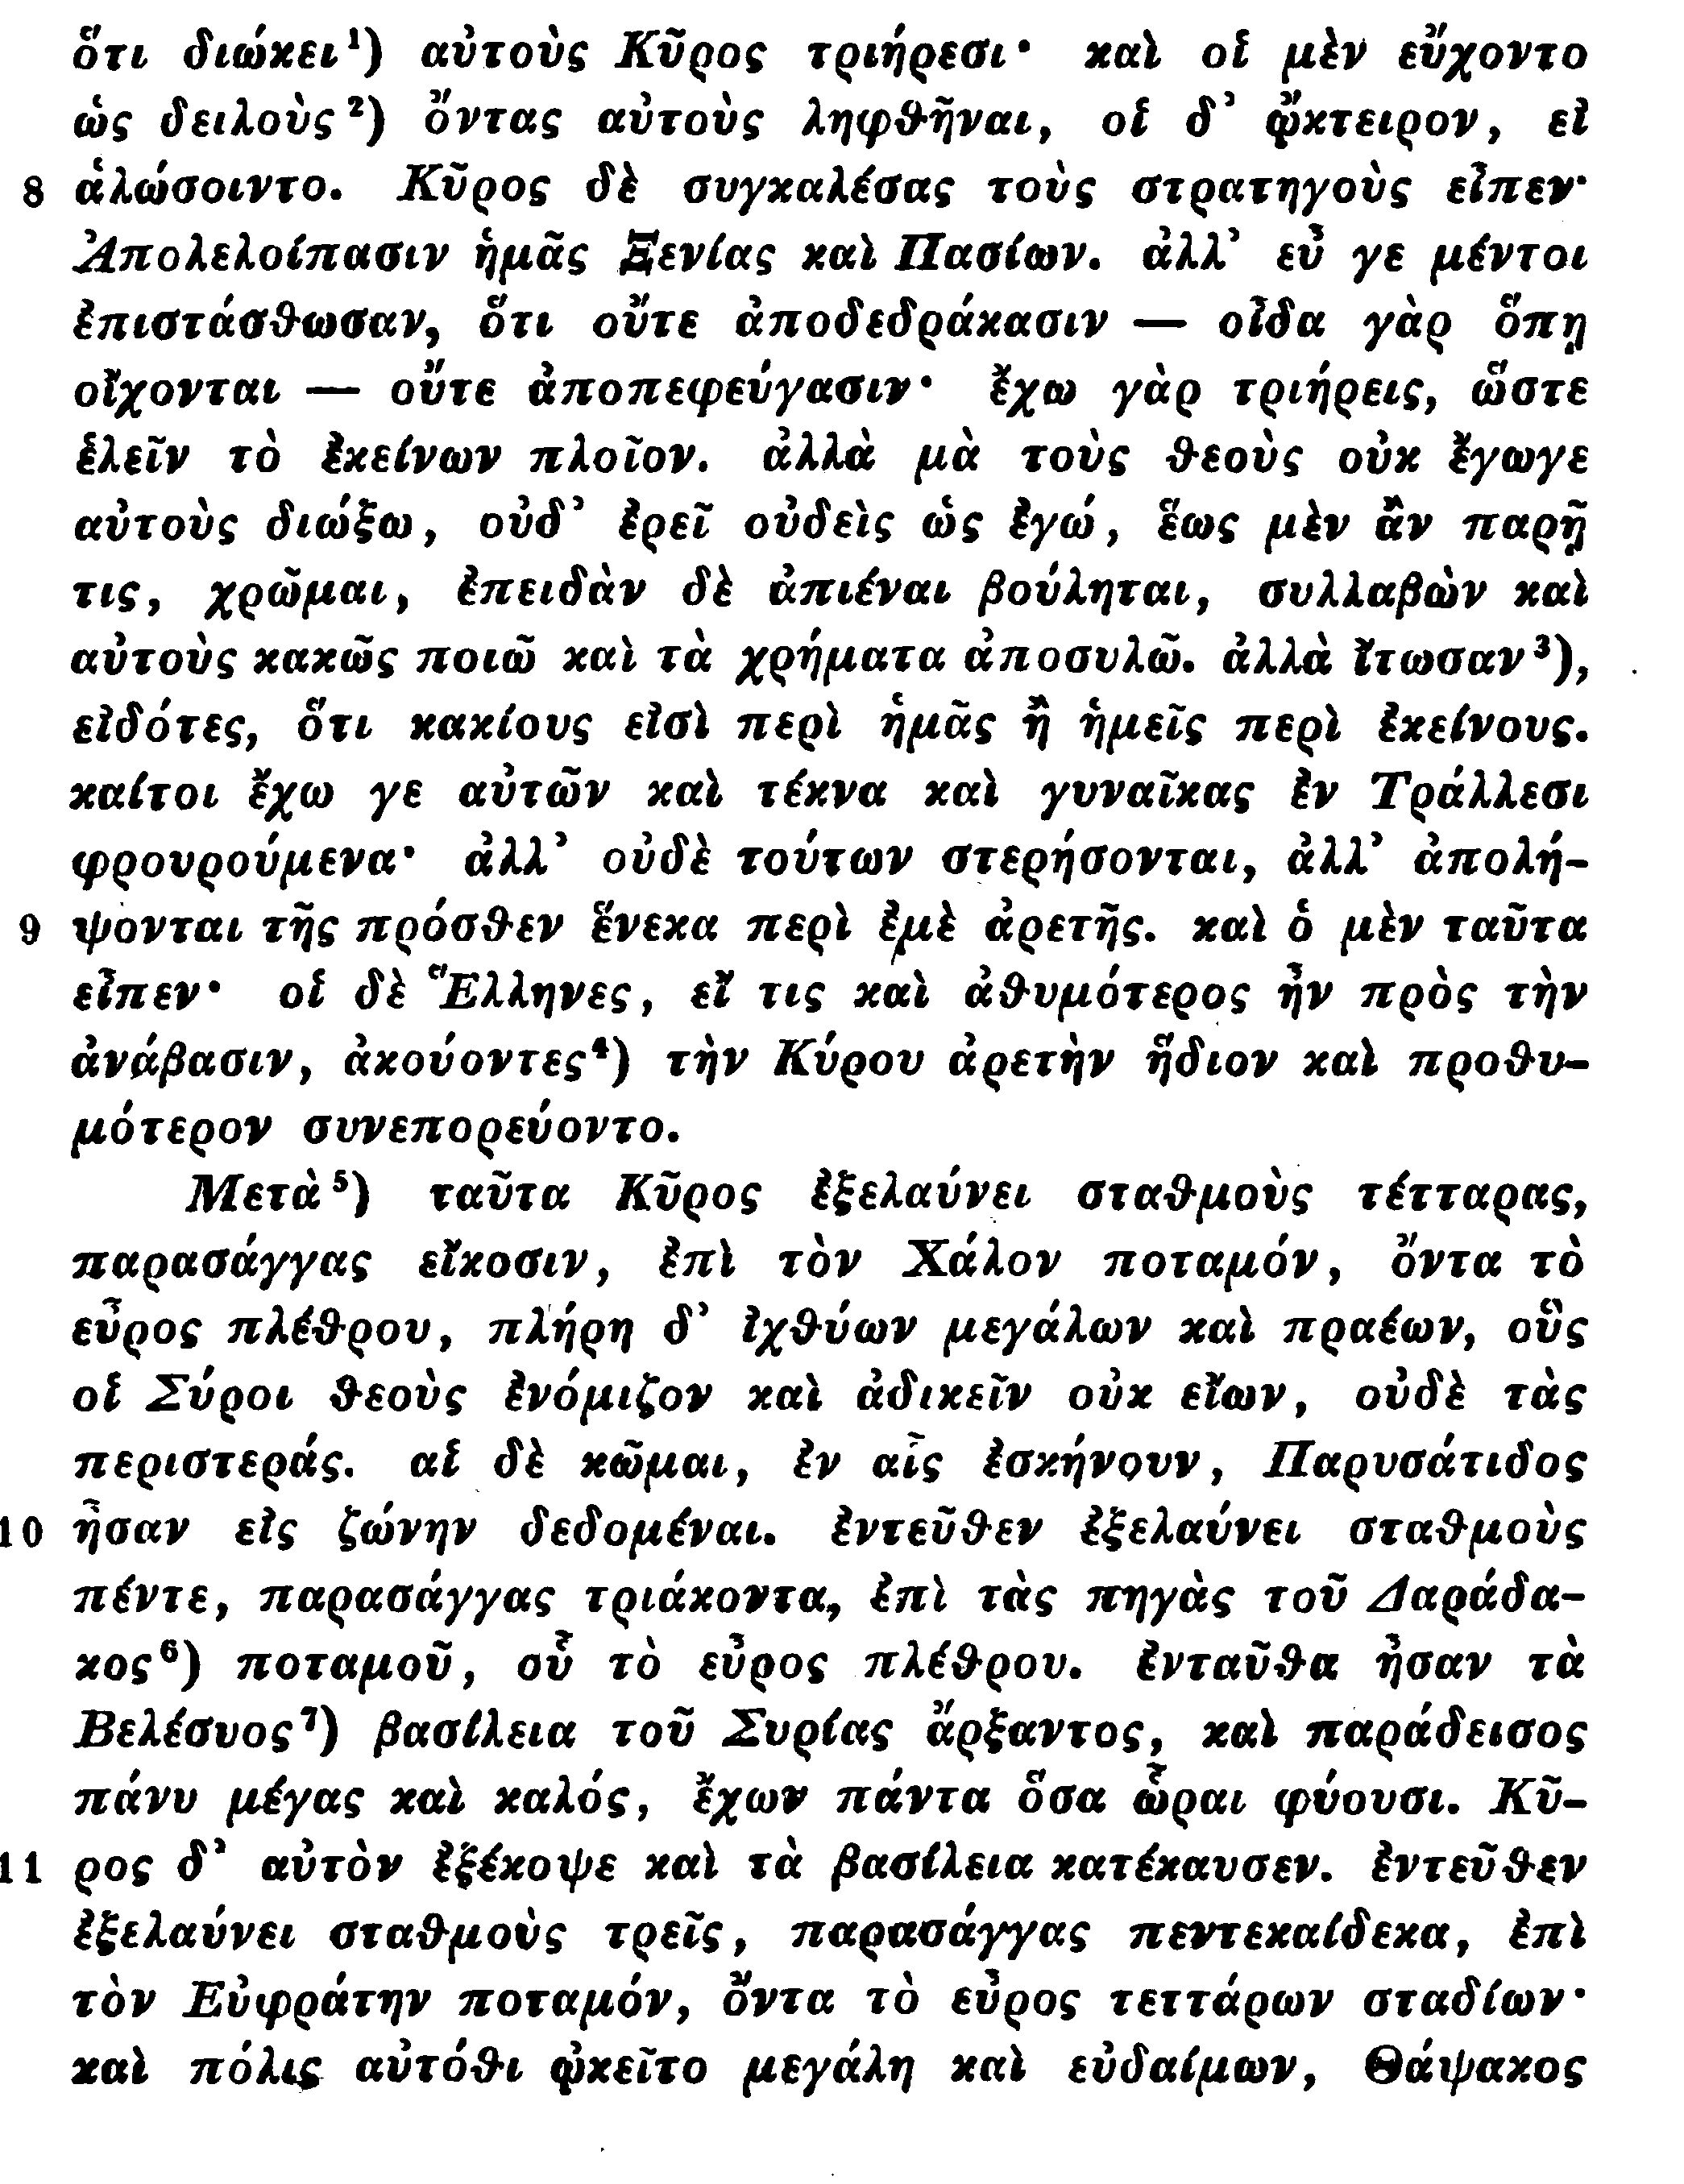 ὅτι διώκει¹) αὐτοὺς Κῦρος τριήρεσι· καὶ οἱ μὲν εὔχοντο
ὡς δειλοὺς²) ὄντας αὐτοὺς ληφθῆναι, οἱ δ’ ᾤκτειρον, εἰ
8 ἁλώσοιντο. Κῦρος δὲ συγκαλέσας τοὺς στρατηγοὺς εἶπεν·
Ἀπολελοίπασιν ἡμᾶς Ξενίας καὶ Πασίων. ἀλλ’ εὖ γε μέντοι
ἐπιστάσθωσαν, ὅτι οὔτε ἀποδεδράκασιν — οἶδα γὰρ ὅπη
οἴχονται — οὔτε ἀποπεφεύγασιν· ἔχω γὰρ τριήρεις, ὥστε
ἑλεῖν τὸ ἐκείνων πλοῖον. ἀλλὰ μὰ τοὺς θεοὺς οὐκ ἔγωγε
αὐτοὺς διώξω, οὐδ’ ἐρεῖ οὐδεὶς ὡς ἐγώ, ἕως μὲν ἂν παρῇ
τις, χρῶμαι, ἐπειδὰν δὲ ἀπιέναι βούληται, συλλαβὼν καὶ
αὐτοὺς κακῶς ποιῶ καὶ τὰ χρήματα ἀποσυλῶ. ἀλλὰ ἴτωσαν³),
εἰδότες, ὅτι κακίους εἰσὶ περὶ ἡμᾶς ἢ ἡμεῖς περὶ ἐκείνους.
καίτοι ἔχω γε αὐτῶν καὶ τέκνα καὶ γυναῖκας ἐν Τράλλεσι
φρουρούμενα· ἀλλ’ οὐδὲ τούτων στερήσονται, ἀλλ’ ἀπολή-
9 ψονται τῆς πρόσθεν ἕνεκα περὶ ἐμὲ ἀρετῆς. καὶ ὁ μὲν ταῦτα
εἶπεν· οἱ δὲ Ἕλληνες, εἴ τις καὶ ἀθυμότερος ἦν πρὸς τὴν
ἀνάβασιν, ἀκούοντες⁴) τὴν Κύρου ἀρετὴν ἥδιον καὶ προθυ-
μότερον συνεπορεύοντο.
Μετὰ⁵) ταῦτα Κῦρος ἐξελαύνει σταθμοὺς τέτταρας,
παρασάγγας εἴκοσιν, ἐπὶ τὸν Χάλον ποταμόν, ὄντα τὸ
εὖρος πλέθρου, πλήρη δ’ ἰχθύων μεγάλων καὶ πραέων, οὓς
οἱ Σύροι θεοὺς ἐνόμιζον καὶ ἀδικεῖν οὐκ εἴων, οὐδὲ τὰς
περιστεράς. αἱ δὲ κῶμαι, ἐν αἷς ἐσκήνουν, Παρυσάτιδος
10 ἦσαν εἰς ζώνην δεδομέναι. ἐντεῦθεν ἐξελαύνει σταθμοὺς
πέντε, παρασάγγας τριάκοντα, ἐπὶ τὰς πηγὰς τοῦ Δαράδα-
κος⁶) ποταμοῦ, οὗ τὸ εὖρος πλέθρου. ἐνταῦθα ἦσαν τὰ
Βελέσυος⁷) βασίλεια τοῦ Συρίας ἄρξαντος, καὶ παράδεισος
πάνυ μέγας καὶ καλός, ἔχων πάντα ὅσα ὧραι φύουσι. Κῦ-
11 ρος δ’ αὐτὸν ἐξέκοψε καὶ τὰ βασίλεια κατέκαυσεν. ἐντεῦθεν
ἐξελαύνει σταθμοὺς τρεῖς, παρασάγγας πεντεκαίδεκα, ἐπὶ
τὸν Εὐφράτην ποταμόν, ὄντα τὸ εὖρος τεττάρων σταδίων·
καὶ πόλις αὐτόθι ᾠκεῖτο μεγάλη καὶ εὐδαίμων, Θάψακος